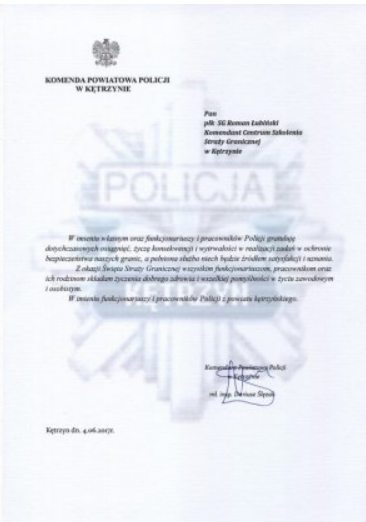 KOMENDA POWIATOWA POLICJI
W KĘTRZYNIE
Pan
płk SG Roman Lubiński
Komendant Centrum Szkolenia
Straży Granicznej
w Kętrzynie
POLICJA
W imieniu własnym oraz funkcjonariuszy i pracowników Policji gratuluję
dotychczasowych osiągnięć, życzę konsekwencji i wytrwałości w realizacji zadań w ochronie
bezpieczeństwa naszych granic, a pełniona służba niech będzie źródłem satysfakcji i uznania.
Z okazji Święta Straży Granicznej wszystkim funkcjonariuszom, pracownikom oraz
ich rodzinom składam życzenia dobrego zdrowia i wszelkiej pomyślności w życiu zawodowym
i osobistym.
W imieniu funkcjonariuszy i pracowników Policji z powiatu kętrzyńskiego.
Komendant Powiatowy Policji
w Kętrzynie
mł. insp. Dariusz
Kętrzyn dn. 4.06.2017r.